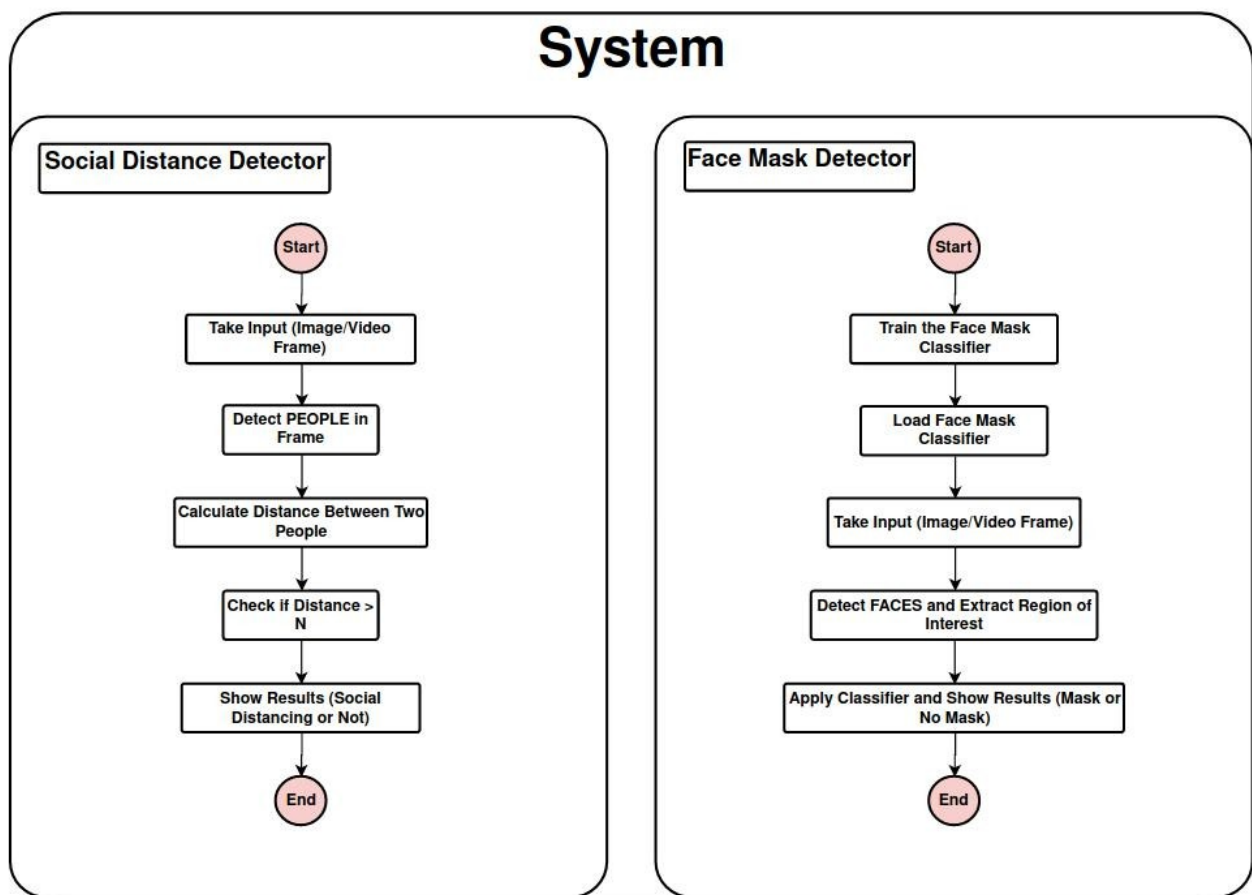 System
Social Distance Detector
Start
Take Input (Image/Video
Frame)
Detect PEOPLE in
Frame
Calculate Distance Between Two
People
Check if Distance >
N
Show Results (Social
Distancing or Not)
End
Face Mask Detector
Start
Train the Face Mask
Classifier
Load Face Mask
Classifier
Take Input (Image/Video Frame)
Detect FACES and Extract Region of
Interest
Apply Classifier and Show Results (Mask or
No Mask)
End